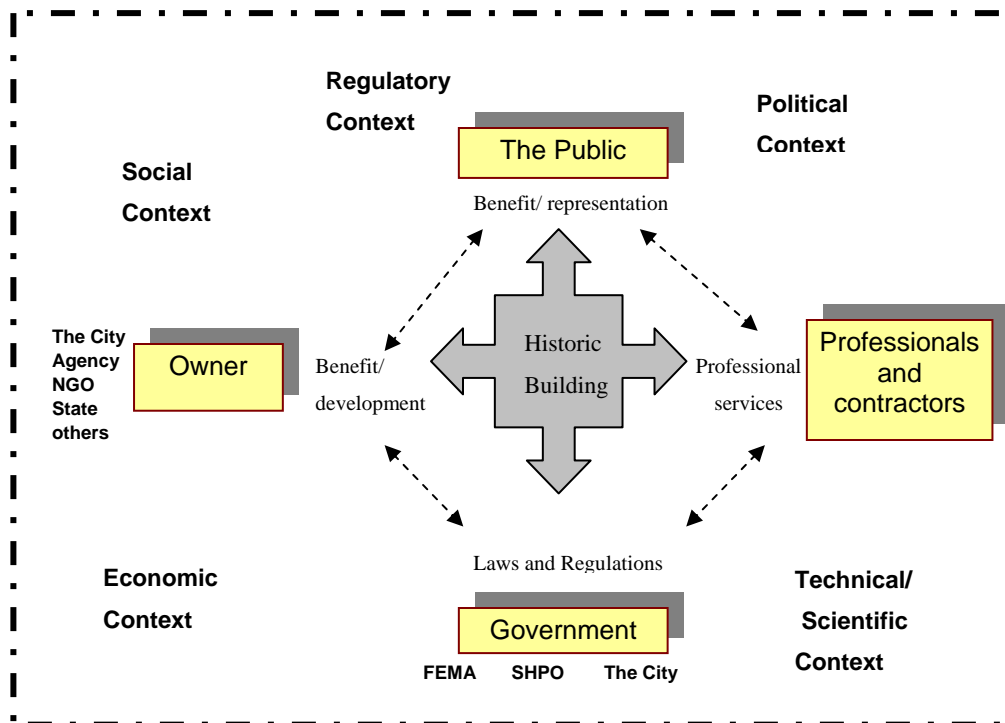 Regulatory
Context
Political
Context
The Public
Social
Context
Benefit/ representation
The City
Agency
NGO
State
others
Owner
Benefit/
development
Historic
Building
Professional
services
Professionals
and
contractors
Laws and Regulations
Economic
Context
Technical/
Scientific
Context
Government
FEMA SHPO The City